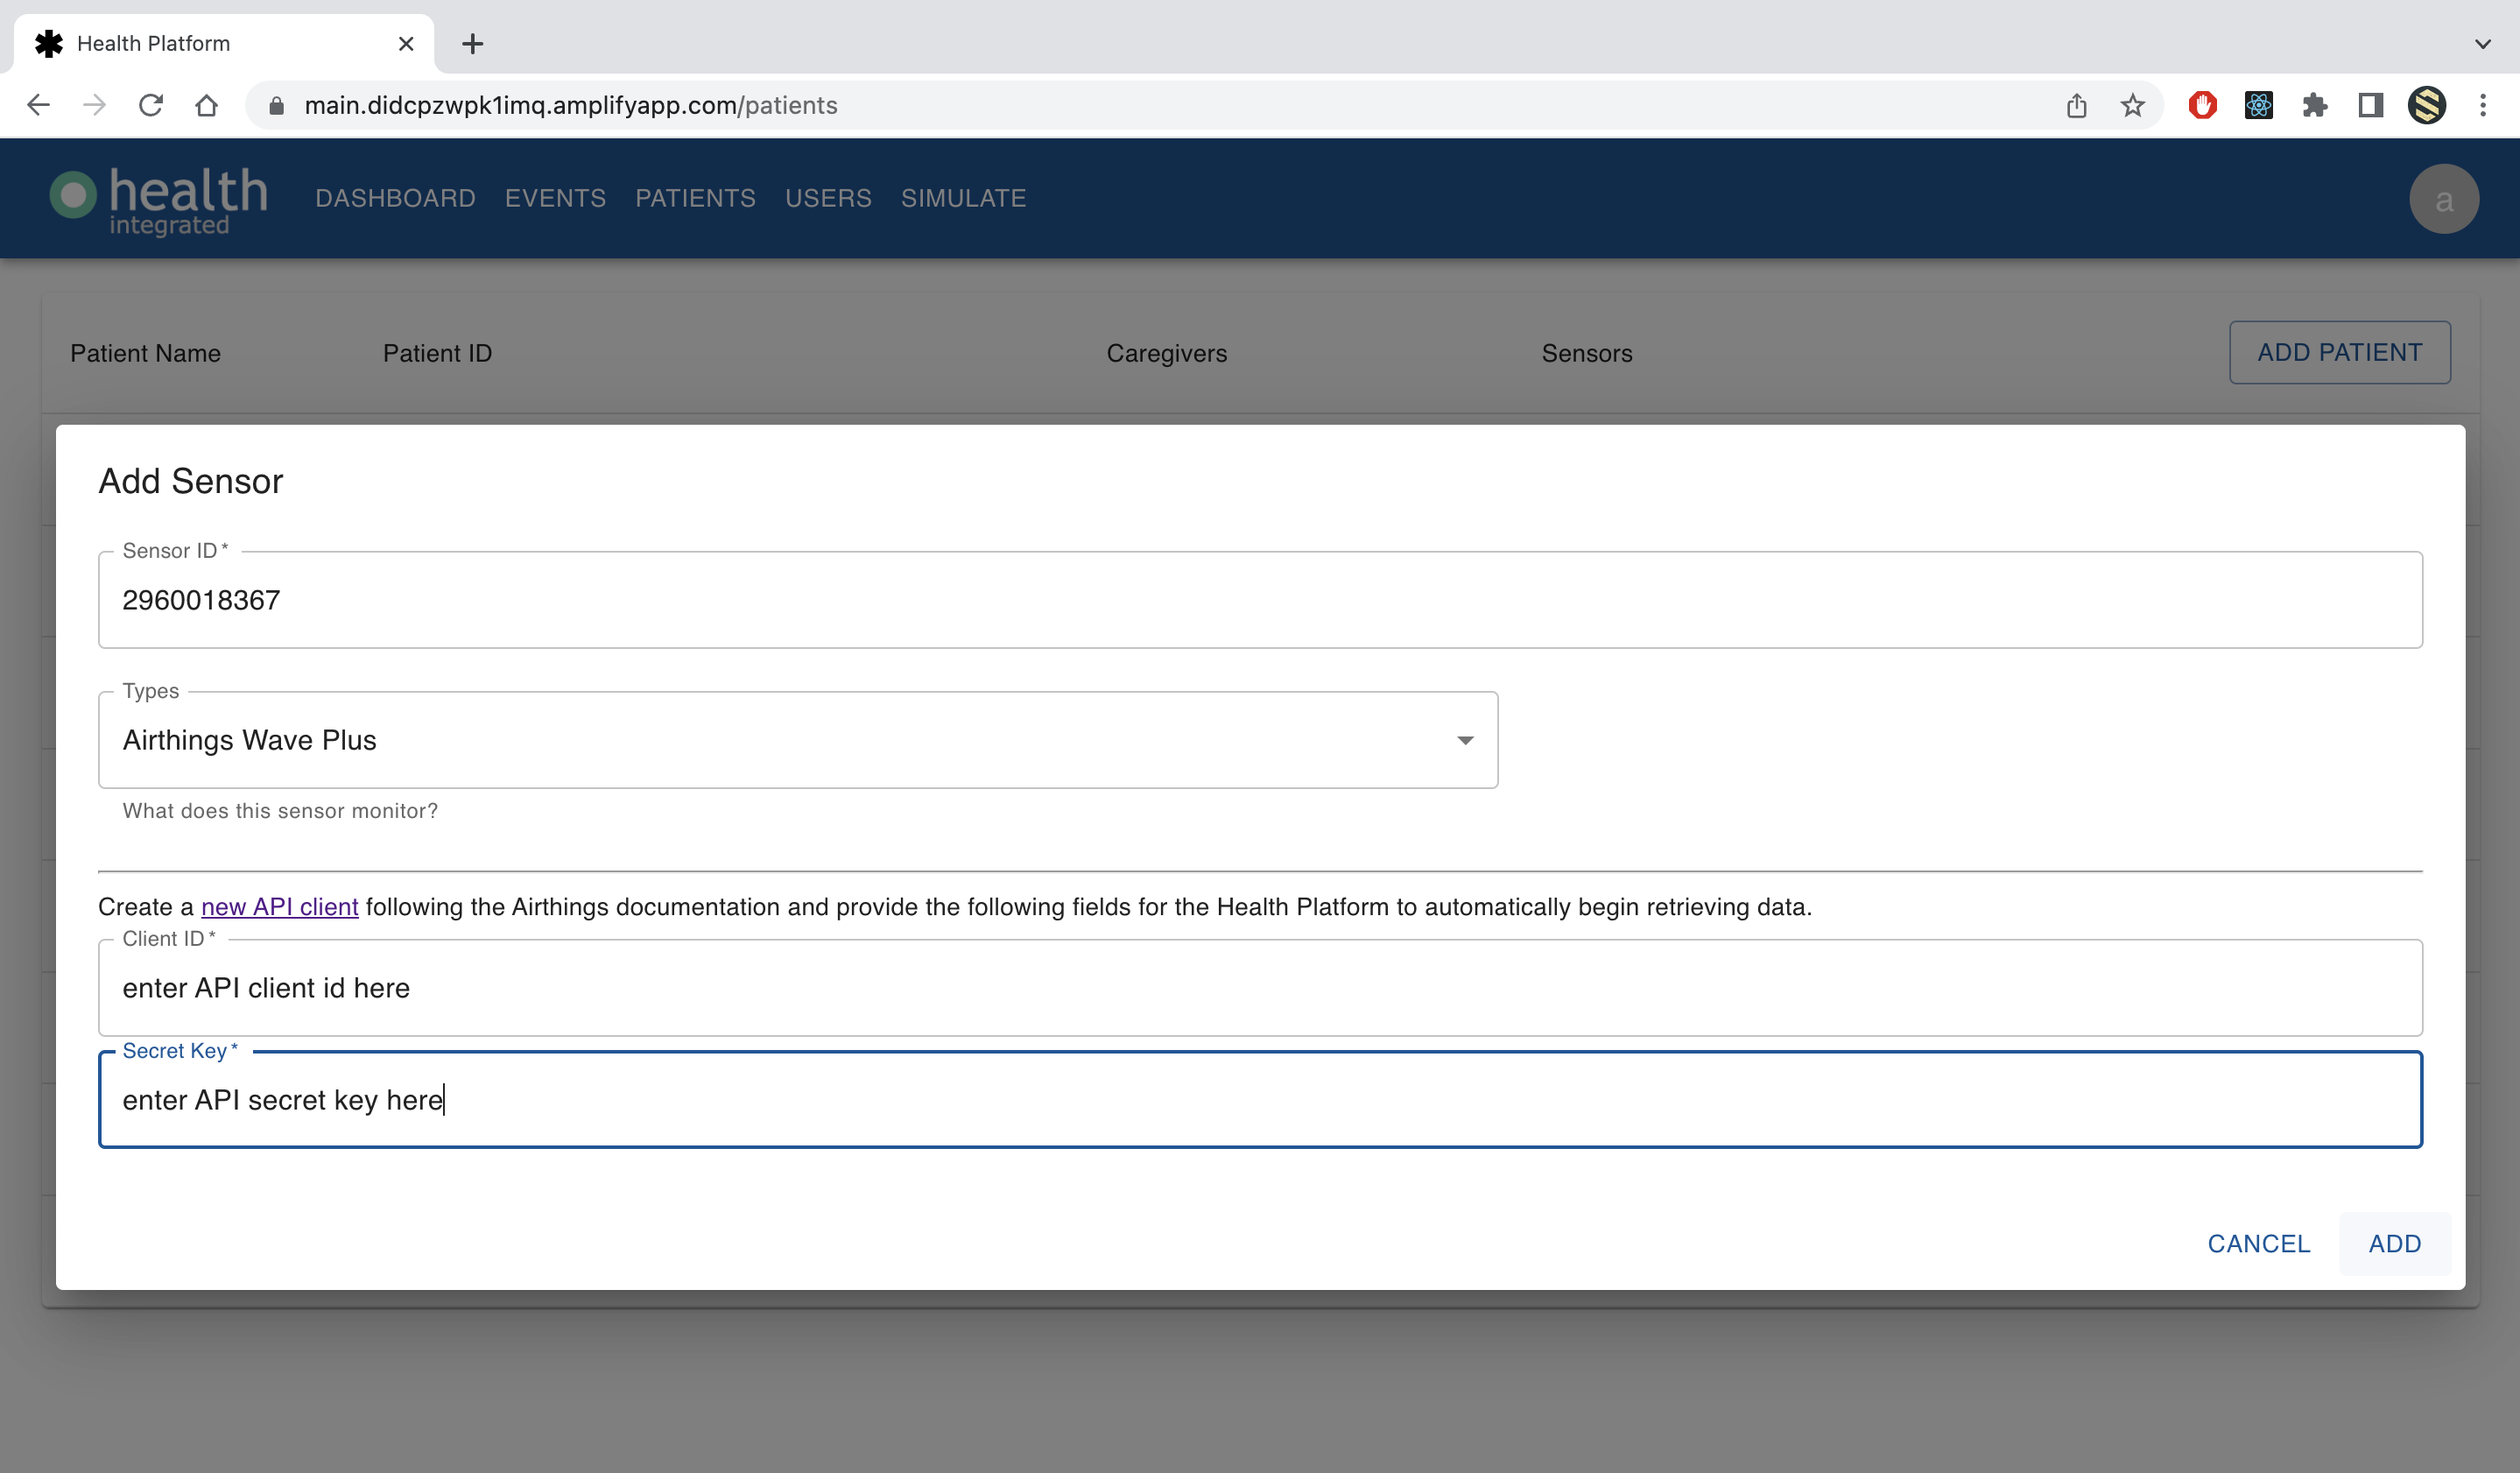 Health Platform
main.didcpzwpk1imq.amplifyapp.com/patients
health
integrated
DASHBOARD EVENTS PATIENTS USERS SIMULATE
a
Patient Name Patient ID Caregivers Sensors ADD PATIENT
Add Sensor
Sensor ID *
2960018367
Types
Airthings Wave Plus
What does this sensor monitor?
Create a new API client following the Airthings documentation and provide the following fields for the Health Platform to automatically begin retrieving data.
Client ID *
enter API client id here
Secret Key *
enter API secret key here
CANCEL ADD